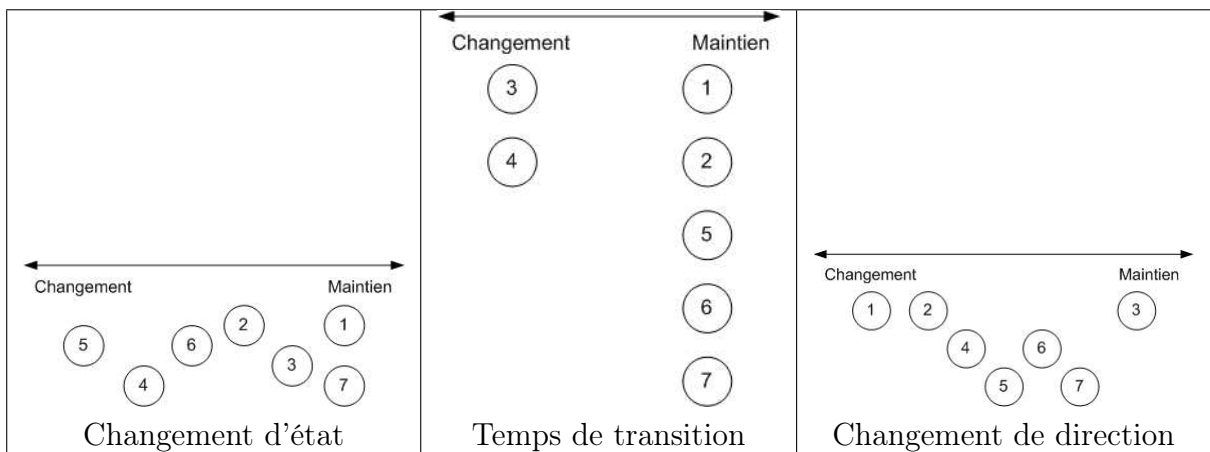 Changement Maintien
3 1
4 2
5
6
7
Changement Maintien
1
2
5 6
3
4 7
Changement Maintien
1 2 3
4 6
5 7
Changement d'état
Temps de transition
Changement de direction